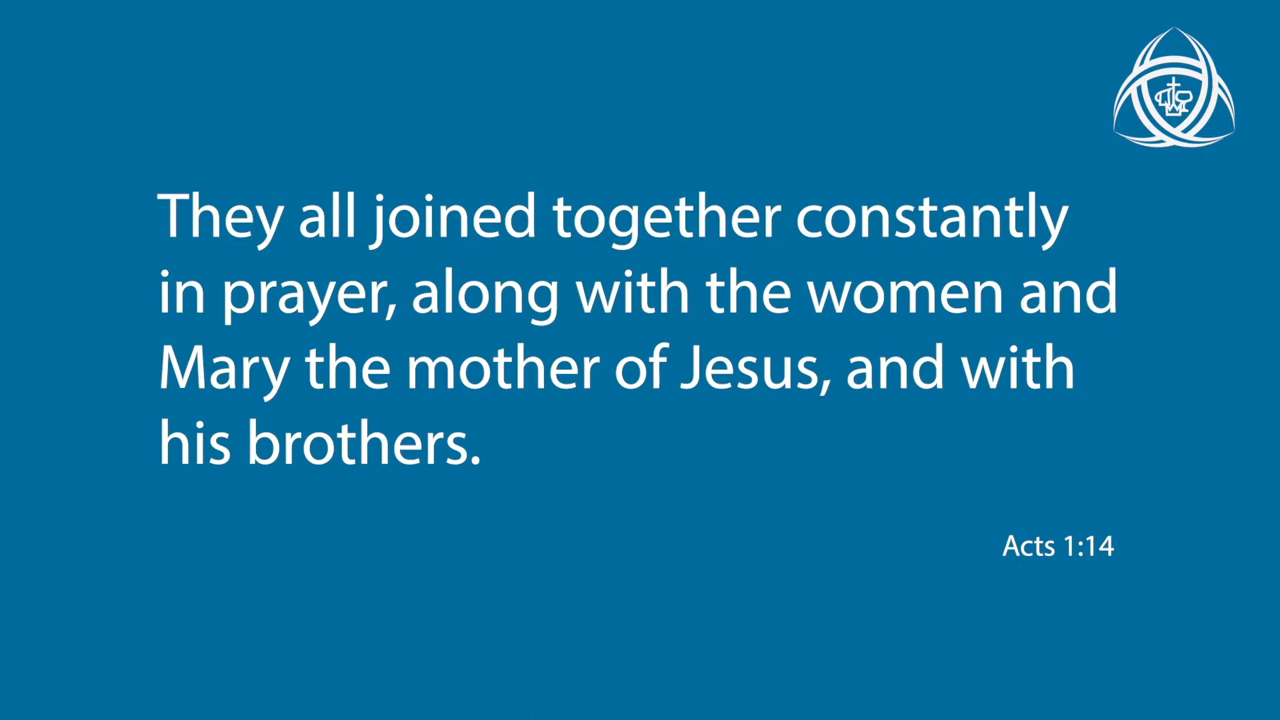 They all joined together constantly
in prayer, along with the women and
Mary the mother of Jesus, and with
his brothers.
Acts 1:14